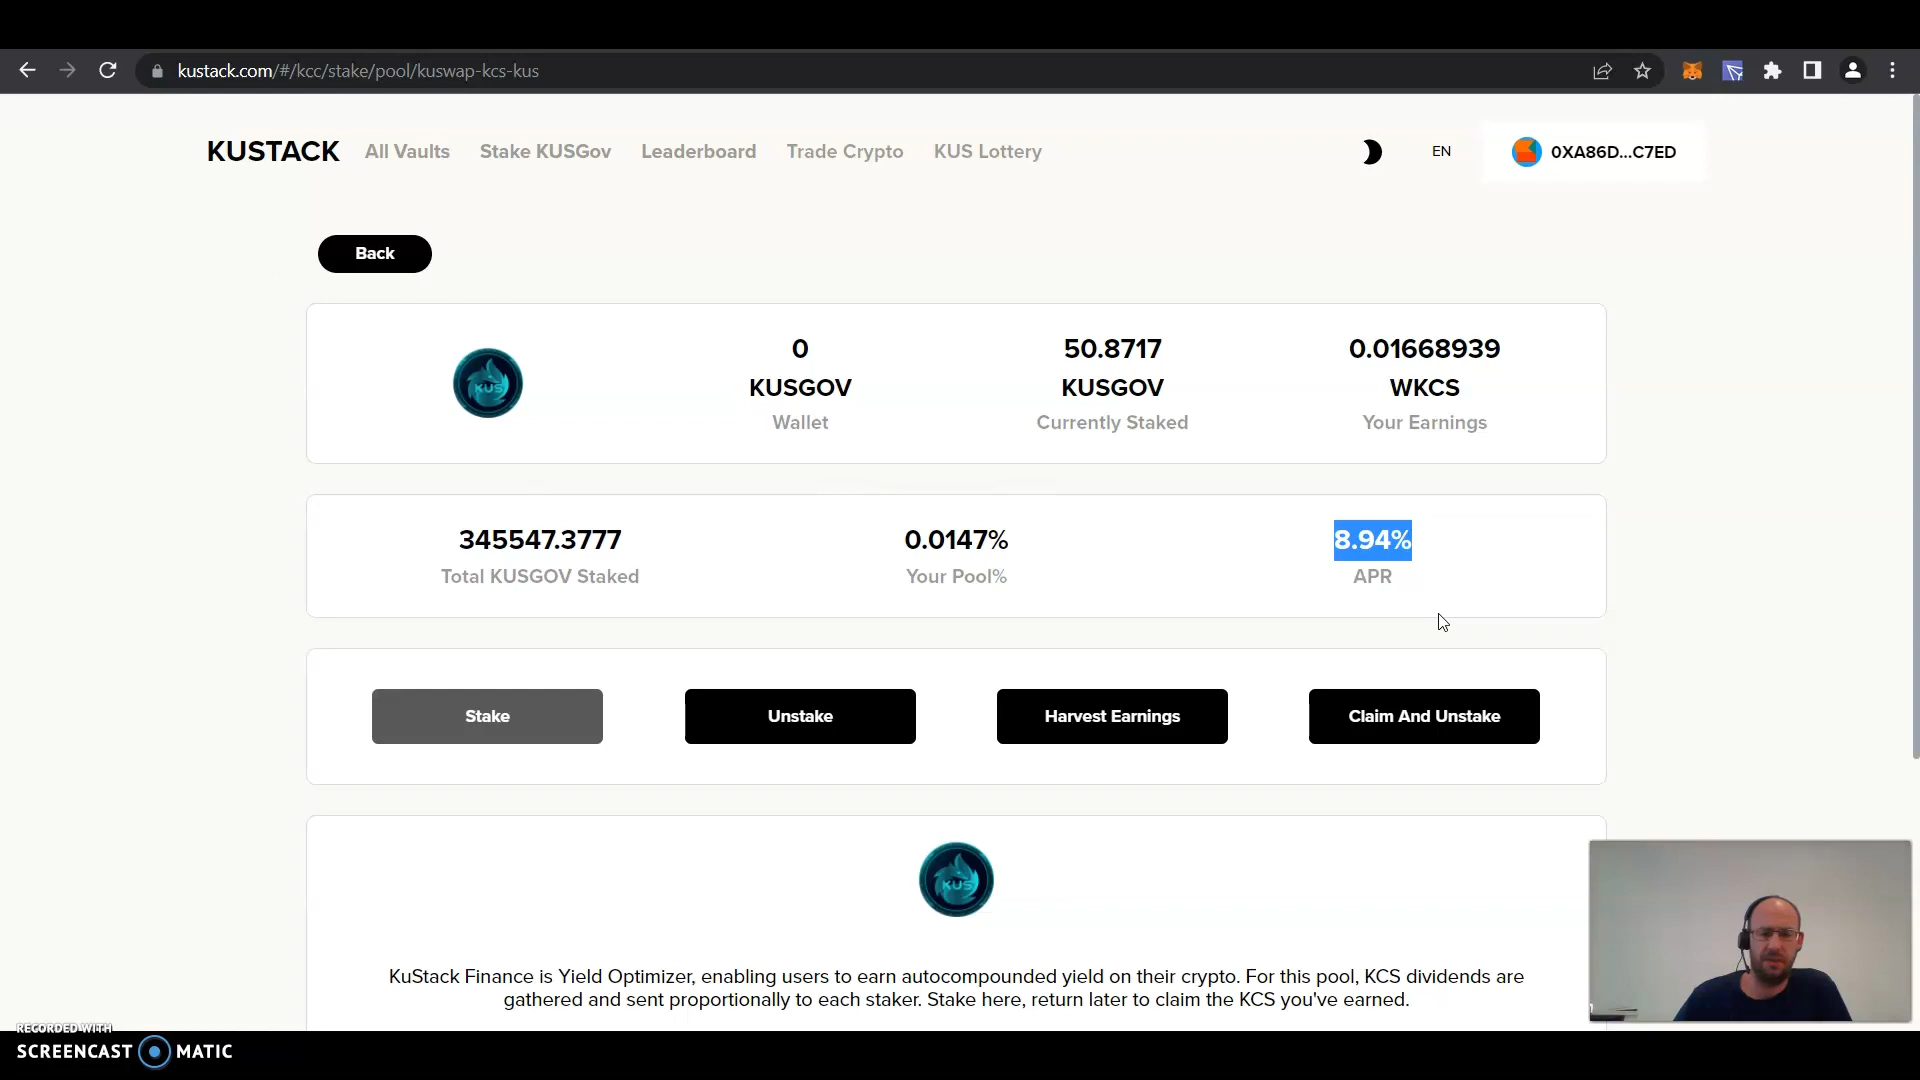 kustack.com/#/kcc/stake/pool/kuswap-kcs-kus
KUSTACK All Vaults Stake KUSGov Leaderboard Trade Crypto KUS Lottery EN 0XA86D...C7ED
Back
KUS
0
KUSGOV
Wallet
50.8717
KUSGOV
Currently Staked
0.01668939
WKCS
Your Earnings
345547.3777
Total KUSGOV Staked
0.0147%
Your Pool%
8.94%
APR
Stake Unstake Harvest Earnings Claim And Unstake
KUS
KuStack Finance is Yield Optimizer, enabling users to earn autocompounded yield on their crypto. For this pool, KCS dividends are
gathered and sent proportionally to each staker. Stake here, return later to claim the KCS you've earned.
RECORDED WITH
SCREENCAST MATIC